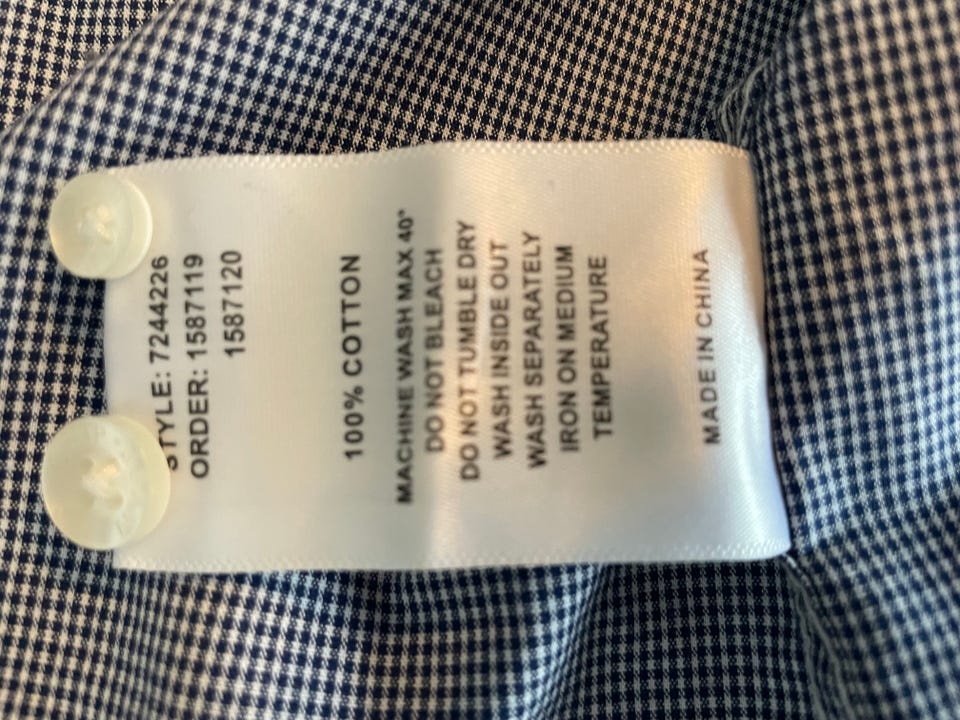 STYLE: 7244226
ORDER: 1587119
1587120
100% COTTON
MACHINE WASH MAX 40°
DO NOT BLEACH
DO NOT TUMBLE DRY
WASH INSIDE OUT
WASH SEPARATELY
IRON ON MEDIUM
TEMPERATURE
MADE IN CHINA